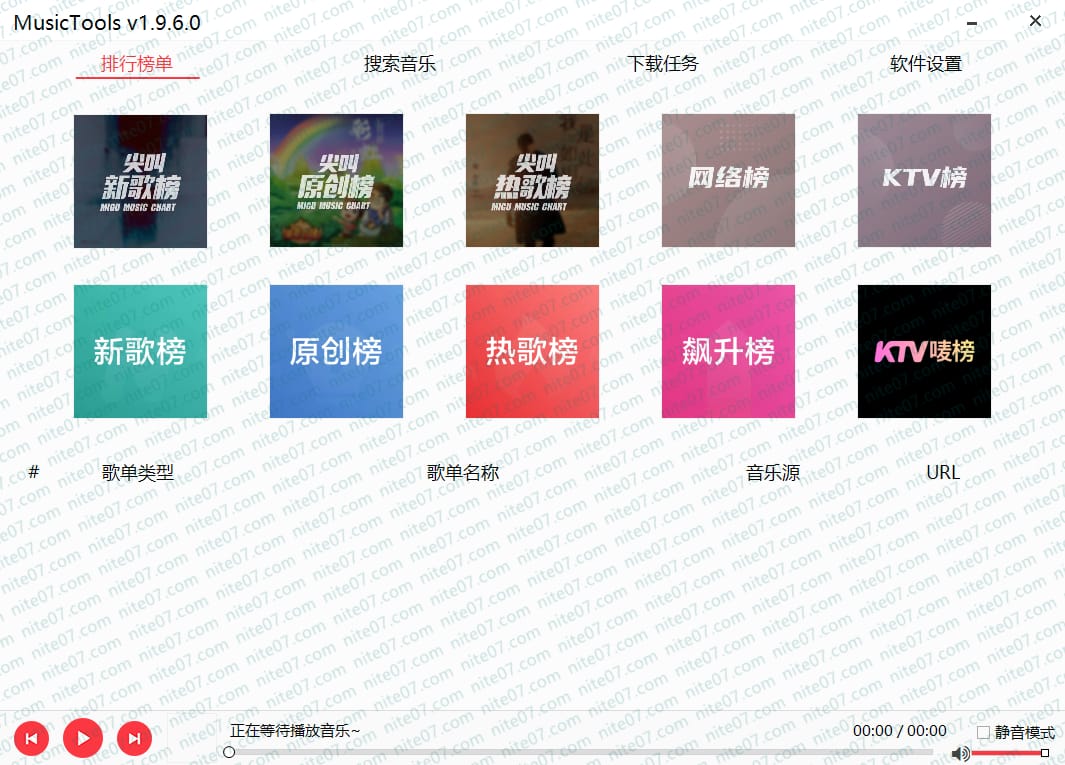 MusicTools v1.9.6.0
排行榜单 搜索音乐 下载任务 软件设置
尖叫
新歌榜
MIGU MUSIC CHART
尖叫
原创榜
MIGU MUSIC CHART
尖叫
热歌榜
MIGU MUSIC CHART
网络榜
KTV榜
新歌榜
原创榜
热歌榜
飙升榜
KTV唛榜
# 歌单类型 歌单名称 音乐源 URL
正在等待播放音乐~
00:00 / 00:00
静音模式
nite07.com